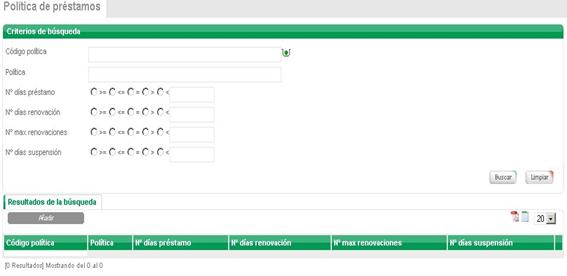 Política de préstamos
Criterios de búsqueda
Código política
Política
Nº días préstamo >= <= = > <
Nº días renovación >= <= = > <
Nº max renovaciones >= <= = > <
Nº días suspensión >= <= = > <
Buscar Limpiar
Resultados de la búsqueda
Añadir 20
Código política Política Nº días préstamo Nº días renovación Nº max renovaciones Nº días suspensión
[0 Resultados] Mostrando del 0 al 0